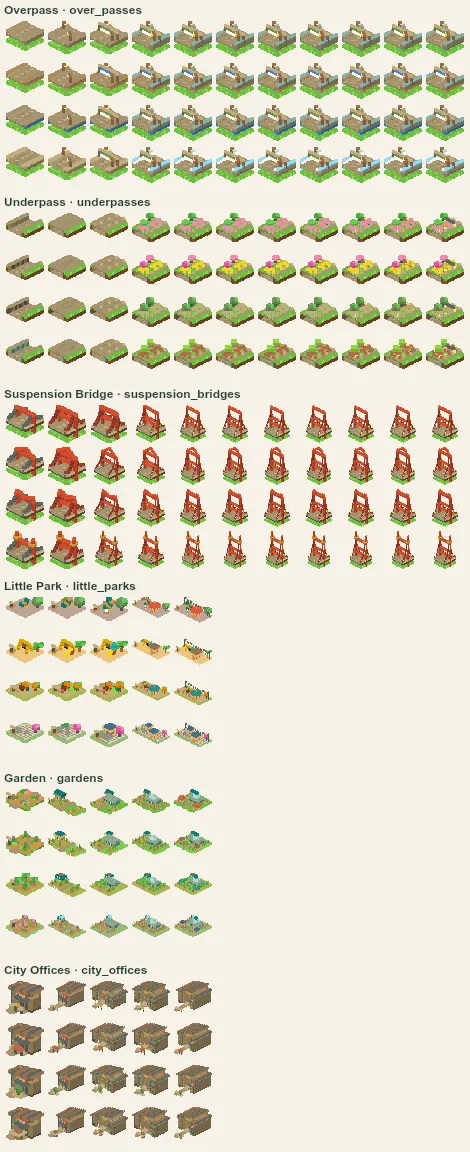 Overpass · over_passes
Underpass · underpasses
Suspension Bridge · suspension_bridges
Little Park · little_parks
Garden · gardens
City Offices · city_offices